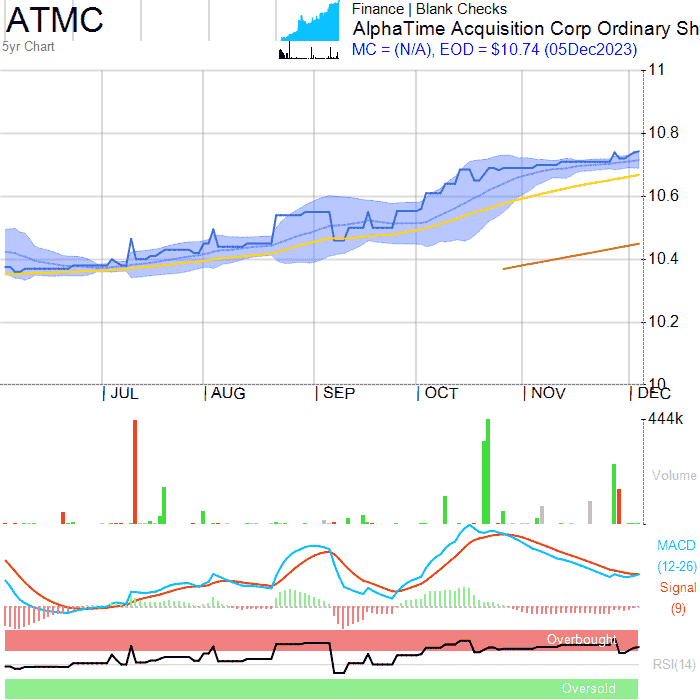 ATMC
5yr Chart
Finance | Blank Checks
AlphaTime Acquisition Corp Ordinary Sh
MC = (N/A), EOD = $10.74 (05Dec2023)
11
10.8
10.6
10.4
10.2
10
JUL AUG SEP OCT NOV DEC
444k
Volume
MACD
(12-26)
Signal
(9)
Overbought
RSI(14)
Oversold